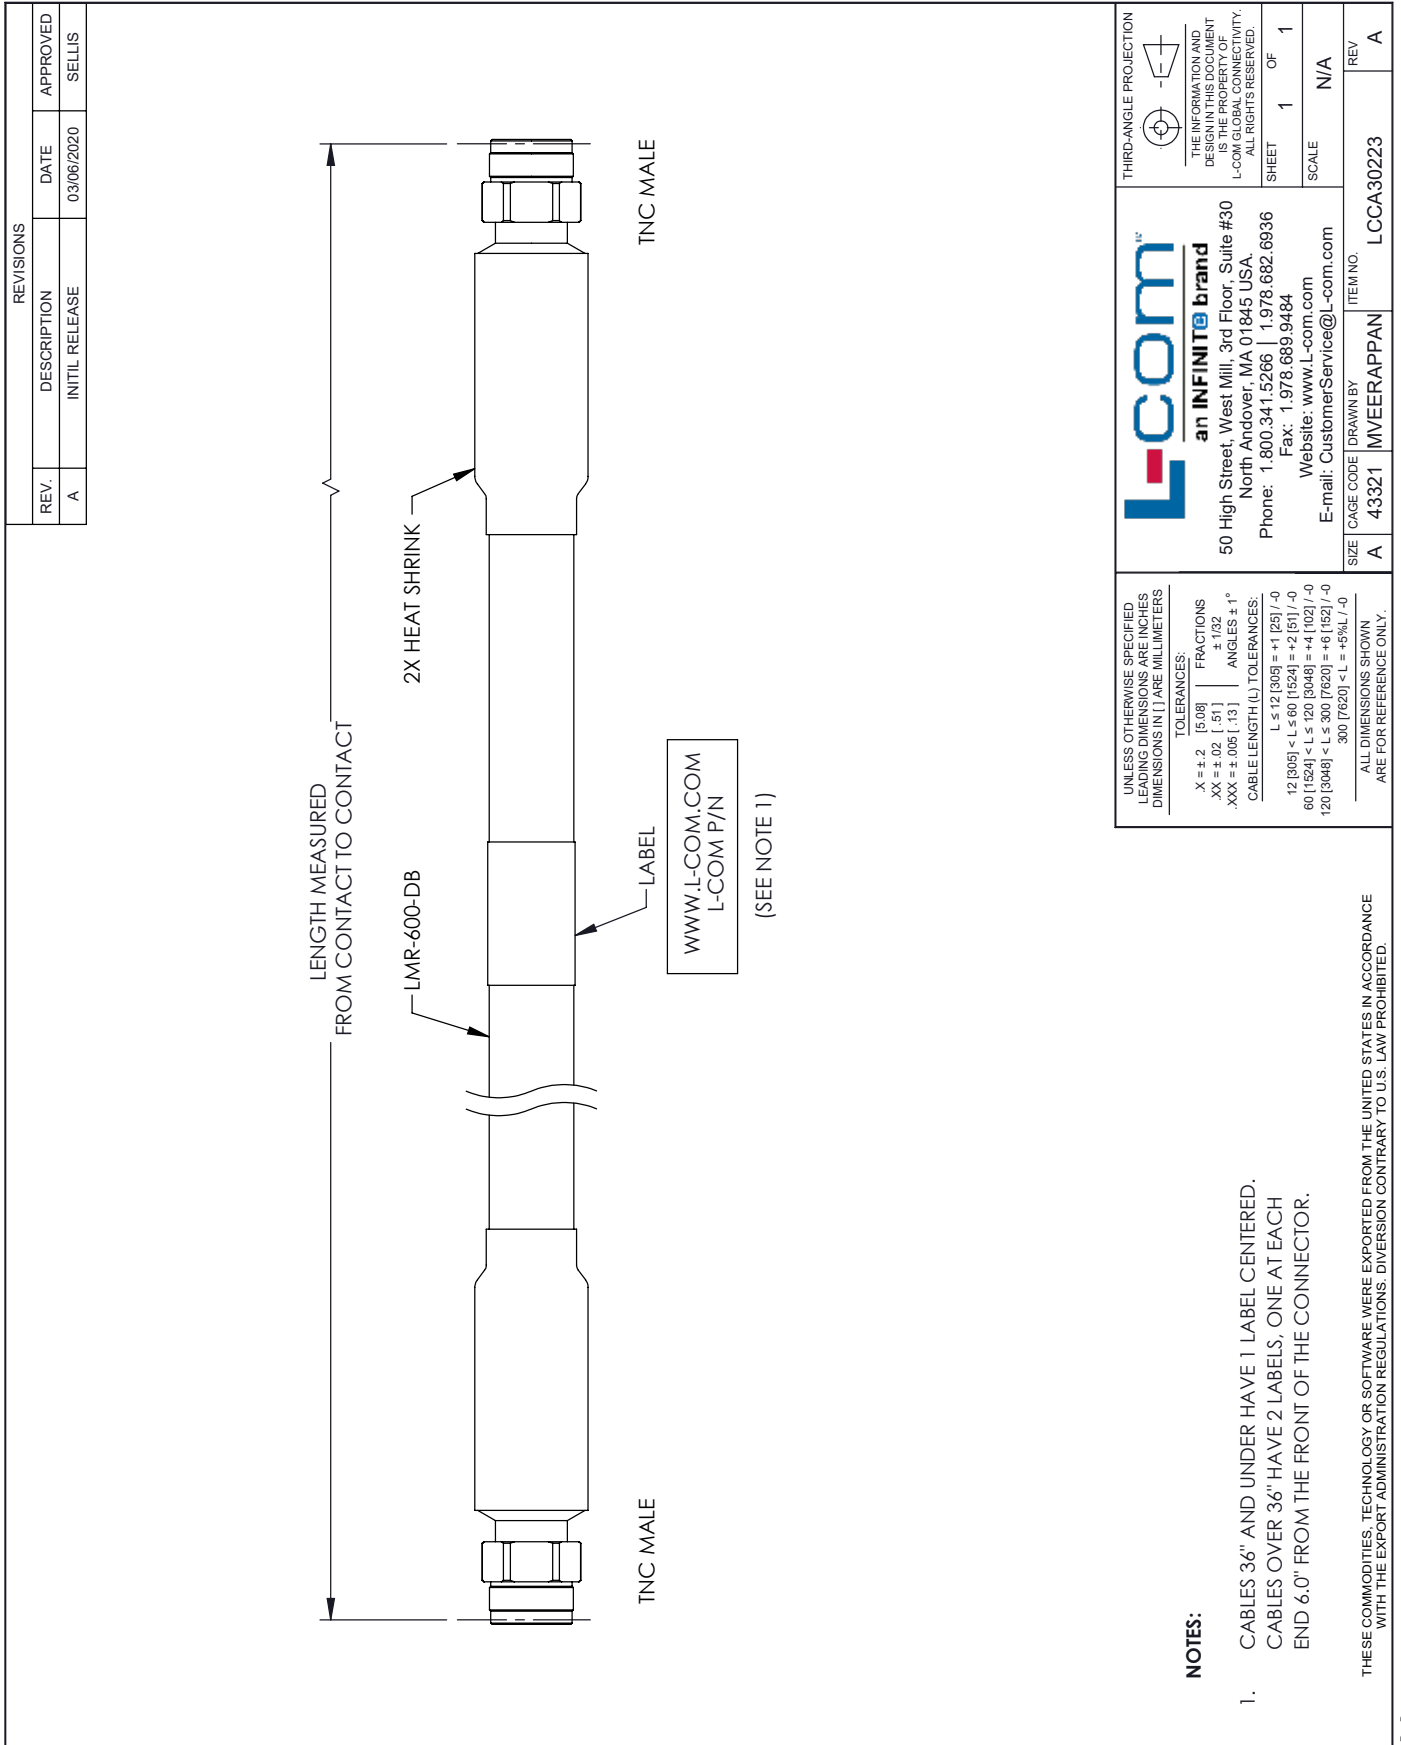 REVISIONS
REV. DESCRIPTION DATE APPROVED
A INITIL RELEASE 03/06/2020 SELLIS
LENGTH MEASURED
FROM CONTACT TO CONTACT
LMR-600-DB
2X HEAT SHRINK
TNC MALE
TNC MALE
LABEL
WWW.L-COM.COM
L-COM P/N
(SEE NOTE 1)
NOTES:
1. CABLES 36" AND UNDER HAVE 1 LABEL CENTERED.
CABLES OVER 36" HAVE 2 LABELS, ONE AT EACH
END 6.0" FROM THE FRONT OF THE CONNECTOR.
THESE COMMODITIES, TECHNOLOGY OR SOFTWARE WERE EXPORTED FROM THE UNITED STATES IN ACCORDANCE
WITH THE EXPORT ADMINISTRATION REGULATIONS. DIVERSION CONTRARY TO U.S. LAW PROHIBITED.
UNLESS OTHERWISE SPECIFIED
LEADING DIMENSIONS ARE INCHES
DIMENSIONS IN [ ] ARE MILLIMETERS
TOLERANCES:
.X = ±.2 [5.08] FRACTIONS
.XX = ±.02 [.51] ± 1/32
.XXX = ±.005 [.13] ANGLES ± 1°
CABLE LENGTH (L) TOLERANCES:
L ≤ 12 [305] = +1 [25] / -0
12 [305] < L ≤ 60 [1524] = +2 [51] / -0
60 [1524] < L ≤ 120 [3048] = +4 [102] / -0
120 [3048] < L ≤ 300 [7620] = +6 [152] / -0
300 [7620] < L = +5%L / -0
ALL DIMENSIONS SHOWN
ARE FOR REFERENCE ONLY.
L-com
an INFINIT@ brand
50 High Street, West Mill, 3rd Floor, Suite #30
North Andover, MA 01845 USA.
Phone: 1.800.341.5266 | 1.978.682.6936
Fax: 1.978.689.9484
Website: www.L-com.com
E-mail: CustomerService@L-com.com
THIRD-ANGLE PROJECTION
THE INFORMATION AND
DESIGN IN THIS DOCUMENT
IS THE PROPERTY OF
L-COM GLOBAL CONNECTIVITY.
ALL RIGHTS RESERVED.
SHEET 1 OF 1
SCALE N/A
SIZE CAGE CODE DRAWN BY ITEM NO. REV
A 43321 MVEERAPPAN LCCA30223 A